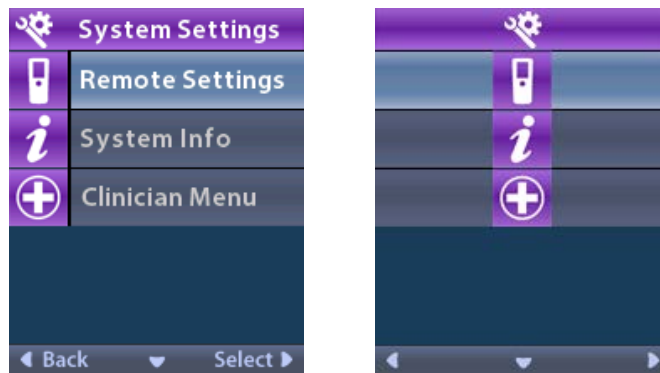 System Settings
Remote Settings
System Info
Clinician Menu
Back Select